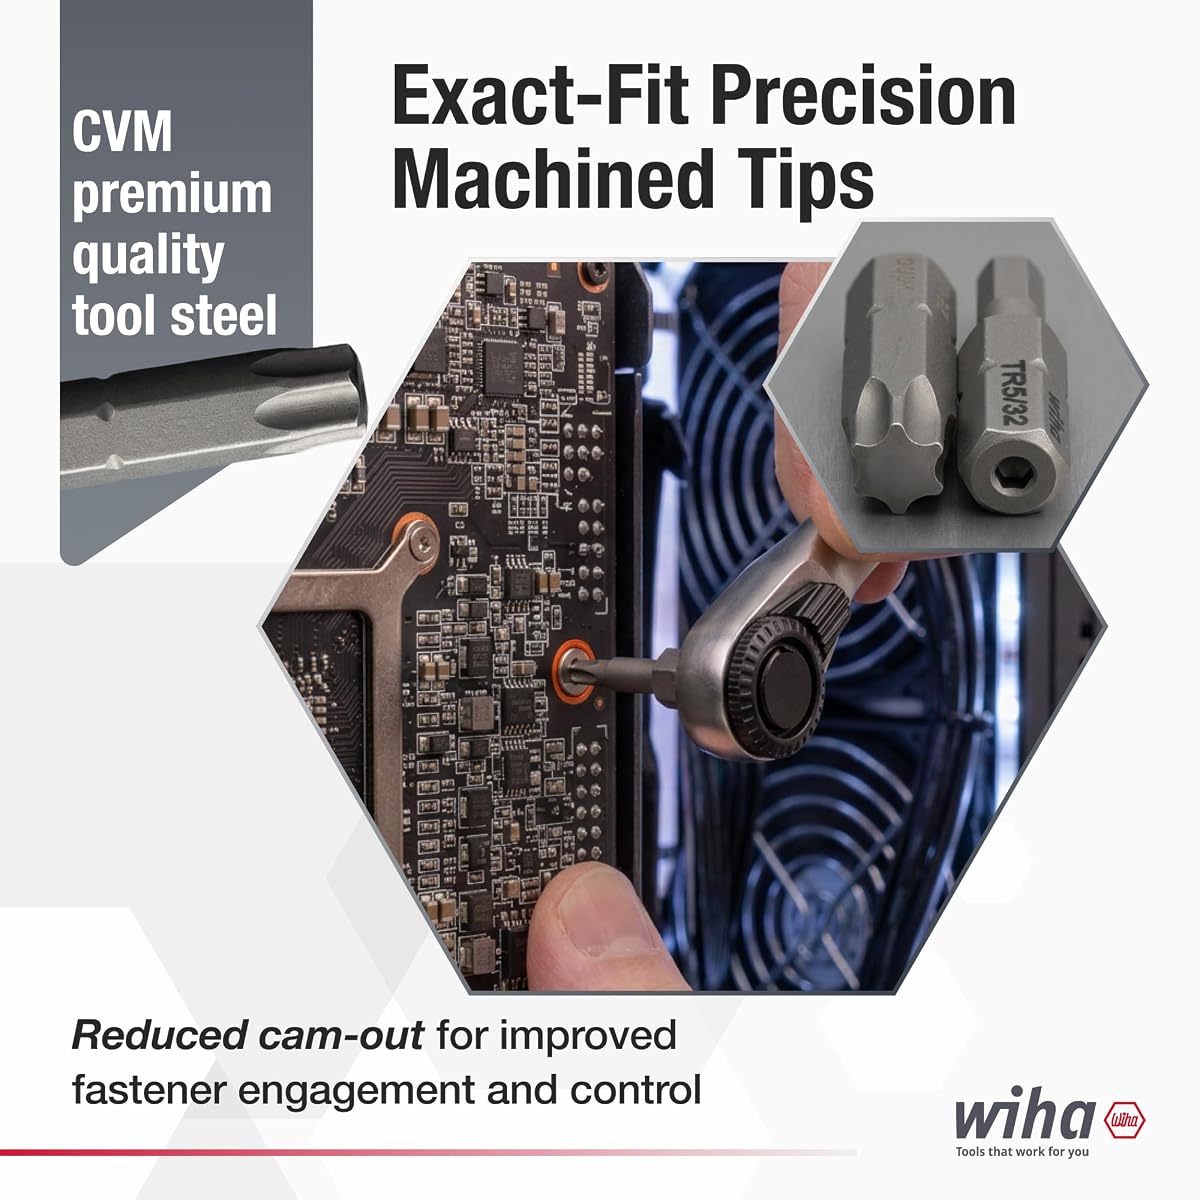 CVM
premium
quality
tool steel
Exact-Fit Precision
Machined Tips
TR5/32
wiha
Reduced cam-out for improved
fastener engagement and control
wiha
Wiha
Tools that work for you